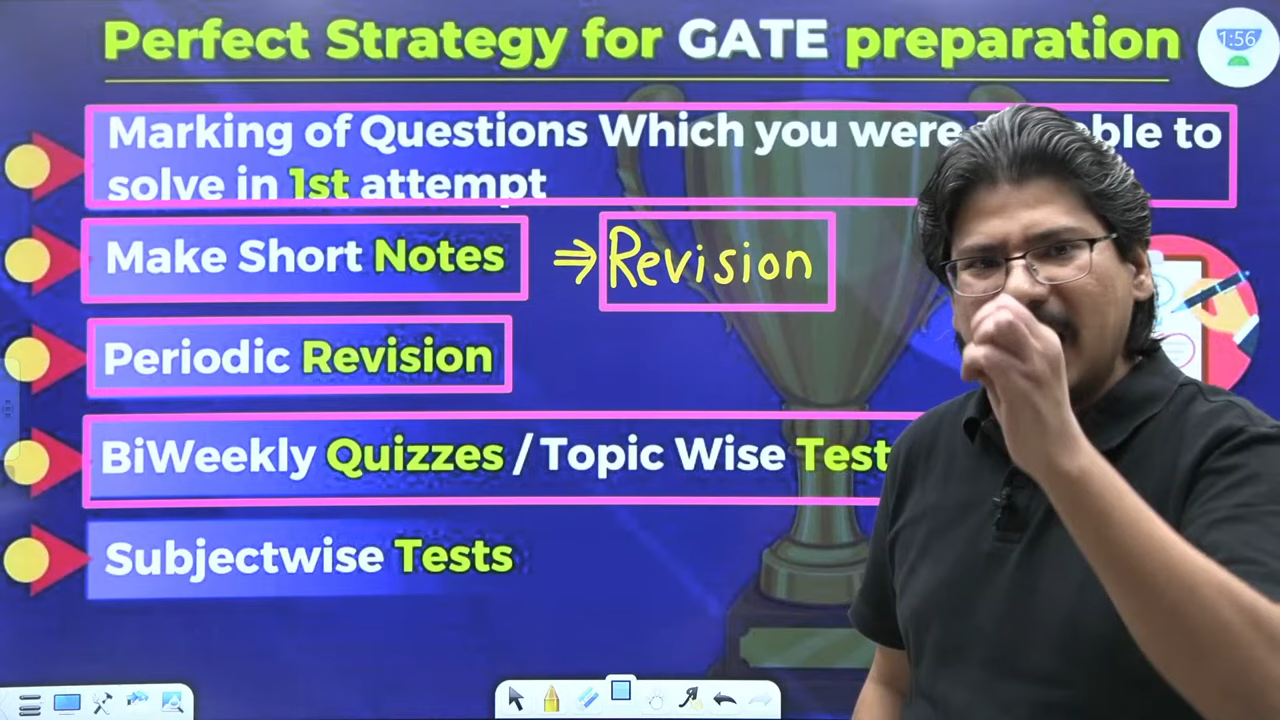 Perfect Strategy for GATE preparation
1:56
Marking of Questions Which you were able to
solve in 1st attempt
Make Short Notes ⇒ Revision
Periodic Revision
BiWeekly Quizzes / Topic Wise Test
Subjectwise Tests